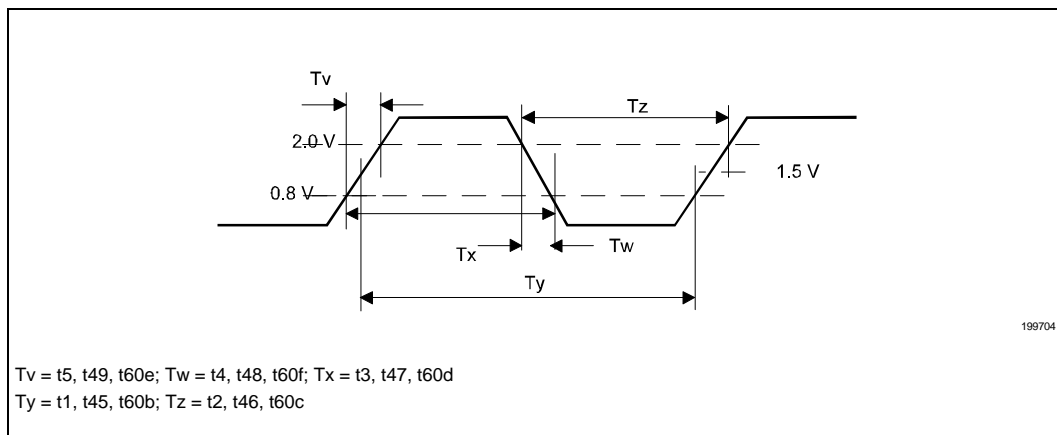 Tv
Tz
2.0 V
1.5 V
0.8 V
Tx
Tw
Ty
199704
Tv = t5, t49, t60e; Tw = t4, t48, t60f; Tx = t3, t47, t60d
Ty = t1, t45, t60b; Tz = t2, t46, t60c